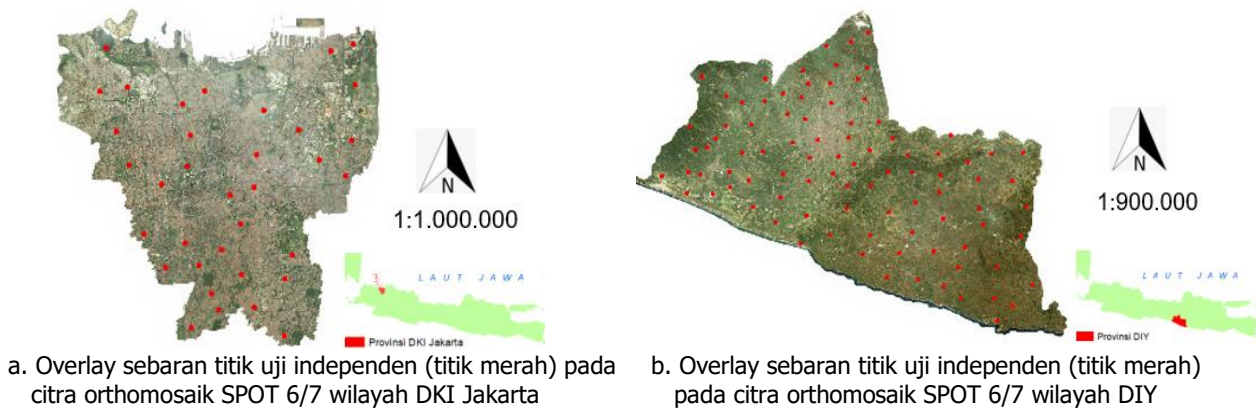 N
1:1.000.000
LAUT JAWA
Provinsi DKI Jakarta
a. Overlay sebaran titik uji independen (titik merah) pada
citra orthomosaik SPOT 6/7 wilayah DKI Jakarta
N
1:900.000
LAUT JAWA
Provinsi DIY
b. Overlay sebaran titik uji independen (titik merah)
pada citra orthomosaik SPOT 6/7 wilayah DIY